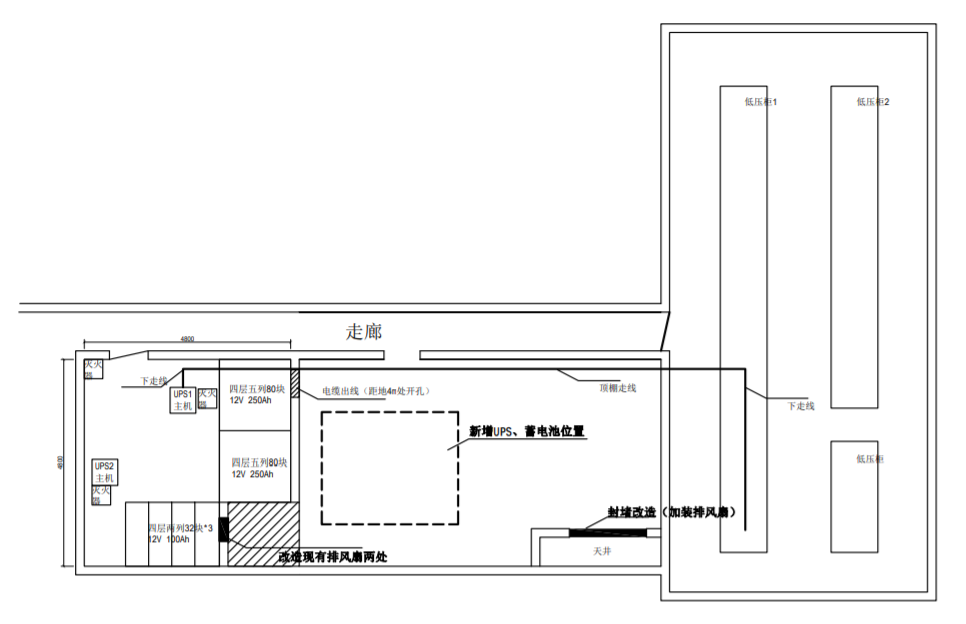 低压柜1
低压柜2
走廊
4800
灭火
器
下走线
UPS1
主机
灭火
器
四层五列80块
12V 250Ah
电缆出线（距地4m处开孔）
顶棚走线
下走线
新增UPS、蓄电池位置
4800
UPS2
主机
灭火
器
四层五列80块
12V 250Ah
低压柜
四层两列32块*3
12V 100Ah
封堵改造（加装排风扇）
改造现有排风扇两处
天井